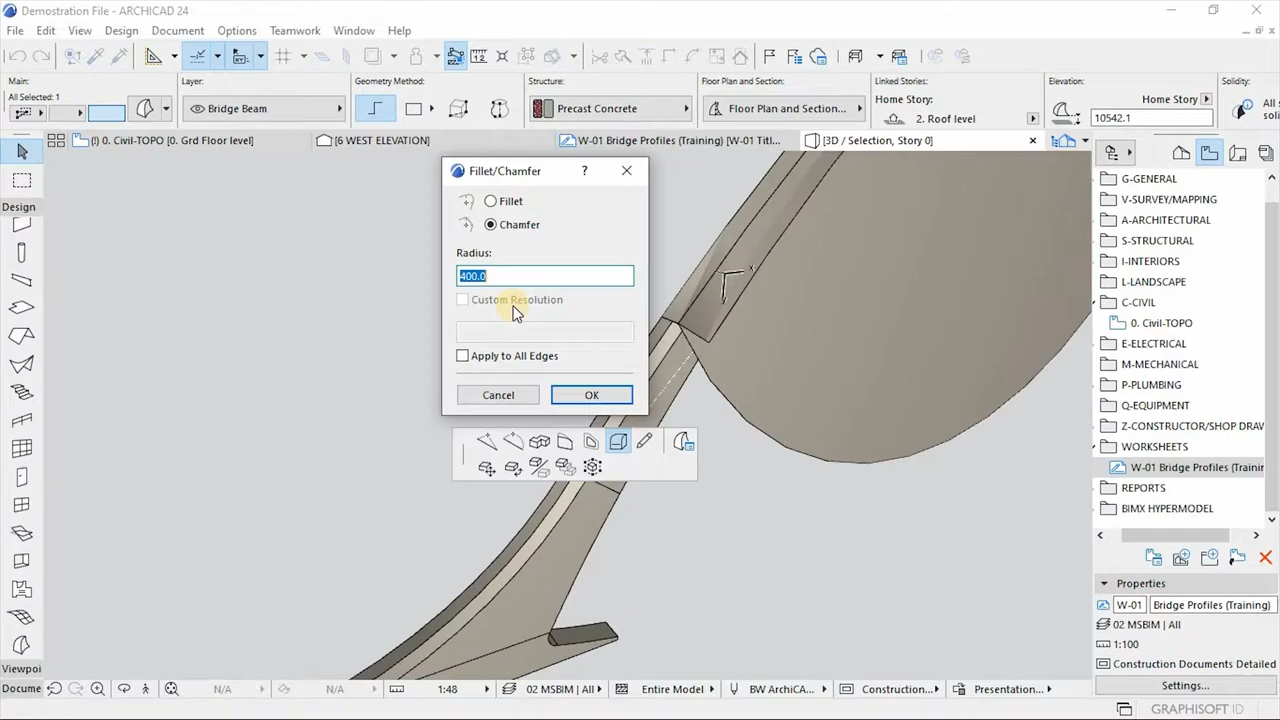 Demostration File - ARCHICAD 24
File Edit View Design Document Options Teamwork Window Help
Main:
All Selected: 1
Layer:
Bridge Beam
Geometry Method:
Structure:
Precast Concrete
Floor Plan and Section:
Floor Plan and Section...
Linked Stories:
Home Story:
2. Roof level
Elevation:
Home Story
10542.1
Solidity:
[!] 0. Civil-TOPO [0. Grd Floor level]
[6 WEST ELEVATION]
W-01 Bridge Profiles (Training) [W-01 Titl...
[3D / Selection, Story 0]
Design
Viewpoi
Docume
Fillet/Chamfer
?
Fillet
Chamfer
Radius:
400.0
Custom Resolution
Apply to All Edges
Cancel
OK
G-GENERAL
V-SURVEY/MAPPING
A-ARCHITECTURAL
S-STRUCTURAL
I-INTERIORS
L-LANDSCAPE
C-CIVIL
0. Civil-TOPO
E-ELECTRICAL
M-MECHANICAL
P-PLUMBING
Q-EQUIPMENT
Z-CONSTRUCTOR/SHOP DRAW
WORKSHEETS
W-01 Bridge Profiles (Trainir
REPORTS
BIMX HYPERMODEL
Properties
W-01 Bridge Profiles (Training)
02 MSBIM | All
1:100
Construction Documents Detailed
Settings...
N/A
N/A
1:48
02 MSBIM | All
Entire Model
BW ArchiCA...
Construction...
Presentation...
GRAPHISOFT ID